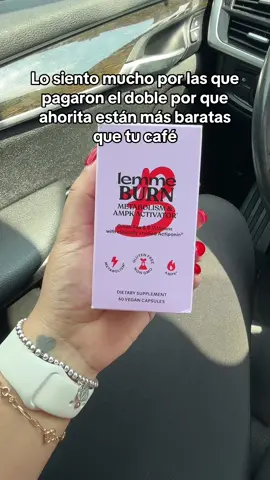 Lo siento mucho por las que
pagaron el doble por que
ahorita están más baratas
que tu café
lemme
BURN
METABOLISM &
AMPK ACTIVATOR
DIETARY SUPPLEMENT
60 VEGAN CAPSULES